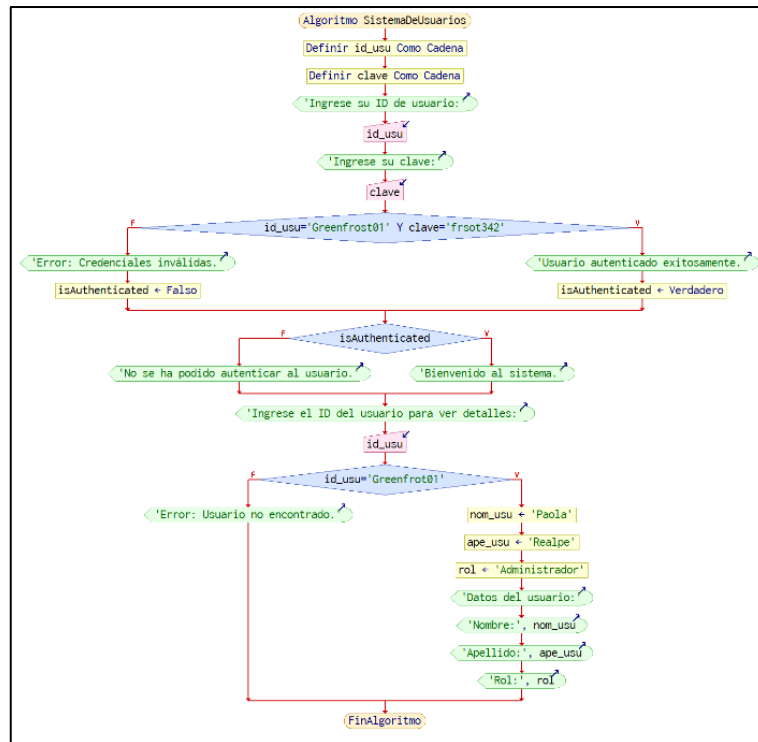 Algoritmo SistemaDeUsuarios
Definir id_usu Como Cadena
Definir clave Como Cadena
'Ingrese su ID de usuario:'
id_usu
'Ingrese su clave:'
clave
F
V
id_usu='Greenfrost01' Y clave='frsot342'
'Error: Credenciales inválidas.'
'Usuario autenticado exitosamente.'
isAuthenticated ← Falso
isAuthenticated ← Verdadero
F
V
isAuthenticated
'No se ha podido autenticar al usuario.'
'Bienvenido al sistema.'
'Ingrese el ID del usuario para ver detalles:'
id_usu
F
V
id_usu='Greenfrot01'
'Error: Usuario no encontrado.'
nom_usu ← 'Paola'
ape_usu ← 'Realpe'
rol ← 'Administrador'
'Datos del usuario:'
'Nombre:', nom_usu
'Apellido:', ape_usu
'Rol:', rol
FinAlgoritmo